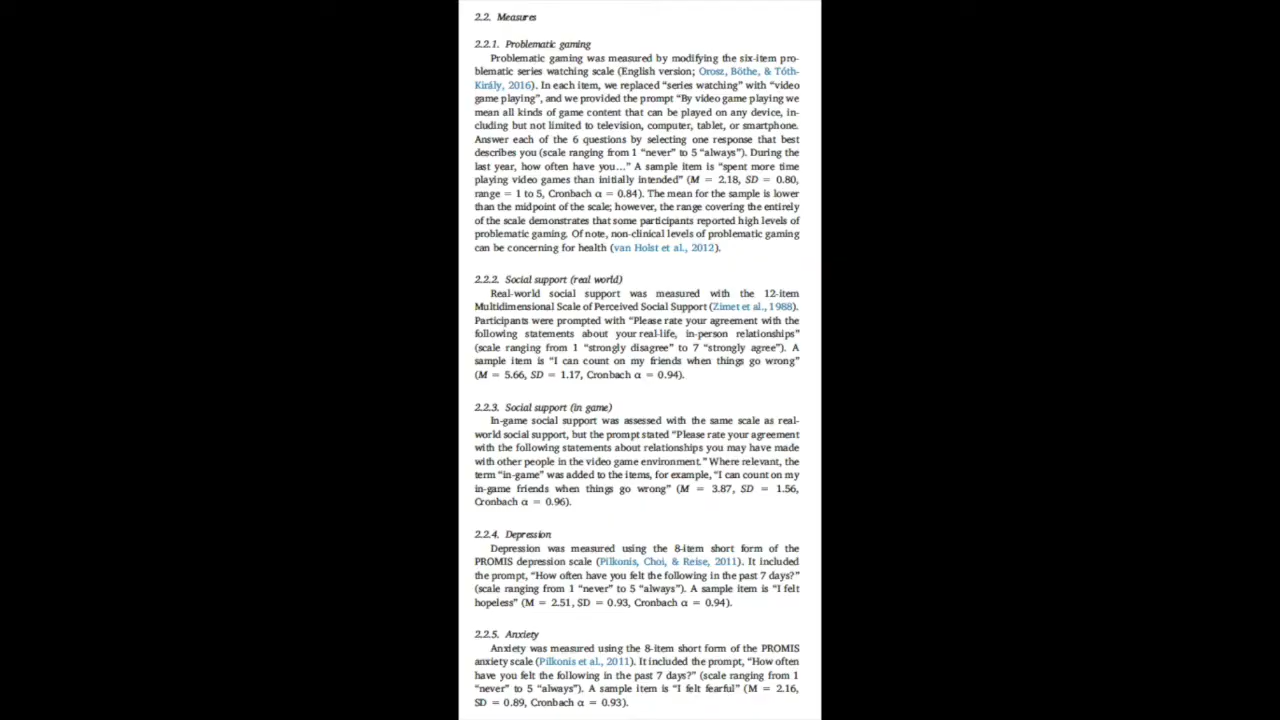 2.2. Measures
2.2.1. Problematic gaming
Problematic gaming was measured by modifying the six-item pro-
blematic series watching scale (English version; Orosz, Böthe, & Tóth-
Király, 2016). In each item, we replaced “series watching” with “video
game playing”, and we provided the prompt “By video game playing we
mean all kinds of game content that can be played on any device, in-
cluding but not limited to television, computer, tablet, or smartphone.
Answer each of the 6 questions by selecting one response that best
describes you (scale ranging from 1 “never” to 5 “always”). During the
last year, how often have you…” A sample item is “spent more time
playing video games than initially intended” (M = 2.18, SD = 0.80,
range = 1 to 5, Cronbach α = 0.84). The mean for the sample is lower
than the midpoint of the scale; however, the range covering the entirely
of the scale demonstrates that some participants reported high levels of
problematic gaming. Of note, non-clinical levels of problematic gaming
can be concerning for health (van Holst et al., 2012).
2.2.2. Social support (real world)
Real-world social support was measured with the 12-item
Multidimensional Scale of Perceived Social Support (Zimet et al., 1988).
Participants were prompted with “Please rate your agreement with the
following statements about your real-life, in-person relationships”
(scale ranging from 1 “strongly disagree” to 7 “strongly agree”). A
sample item is “I can count on my friends when things go wrong”
(M = 5.66, SD = 1.17, Cronbach α = 0.94).
2.2.3. Social support (in game)
In-game social support was assessed with the same scale as real-
world social support, but the prompt stated “Please rate your agreement
with the following statements about relationships you may have made
with other people in the video game environment.” Where relevant, the
term “in-game” was added to the items, for example, “I can count on my
in-game friends when things go wrong” (M = 3.87, SD = 1.56,
Cronbach α = 0.96).
2.2.4. Depression
Depression was measured using the 8-item short form of the
PROMIS depression scale (Pilkonis, Choi, & Reise, 2011). It included
the prompt, “How often have you felt the following in the past 7 days?”
(scale ranging from 1 “never” to 5 “always”). A sample item is “I felt
hopeless” (M = 2.51, SD = 0.93, Cronbach α = 0.94).
2.2.5. Anxiety
Anxiety was measured using the 8-item short form of the PROMIS
anxiety scale (Pilkonis et al., 2011). It included the prompt, “How often
have you felt the following in the past 7 days?” (scale ranging from 1
“never” to 5 “always”). A sample item is “I felt fearful” (M = 2.16,
SD = 0.89, Cronbach α = 0.93).